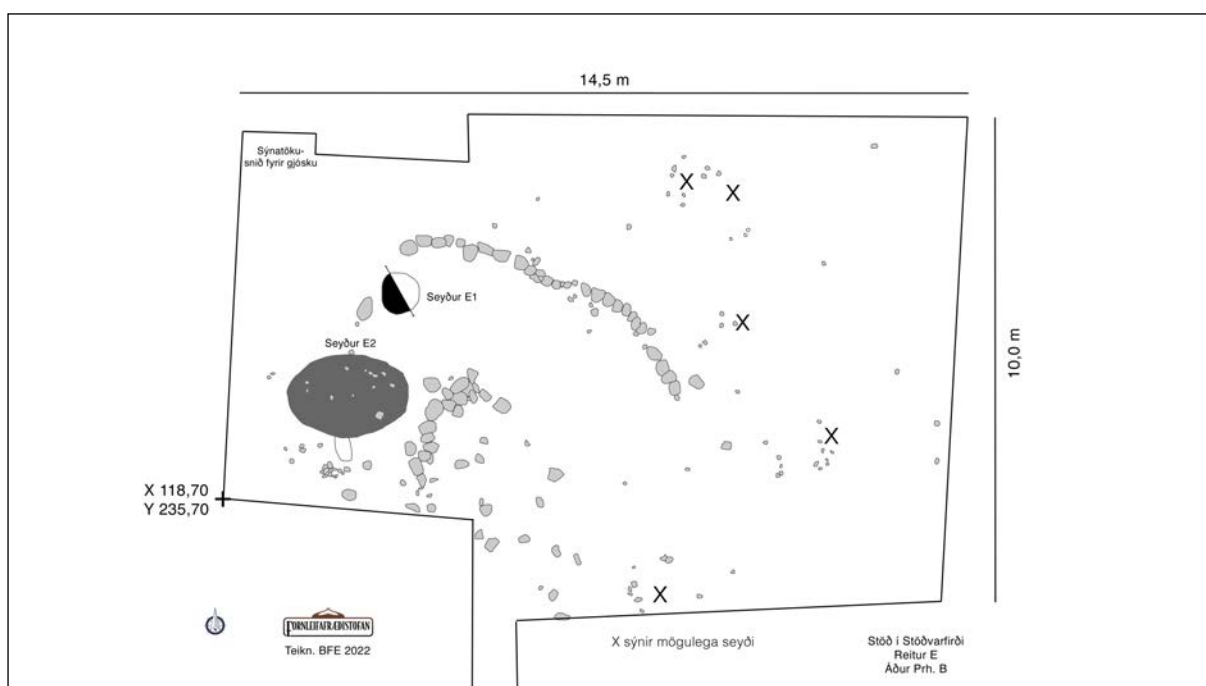 14,5 m
Sýnatöku-
snið fyrir gjósku
X
X
Seyður E1
X
Seyður E2
10,0 m
X
X 118,70
Y 235,70
X
FORNLEIFAFRÆÐISTOFAN
Teikn. BFE 2022
X sýnir mögulega seyði
Stöð í Stöðvarfirði
Reitur E
Áður Prh. B